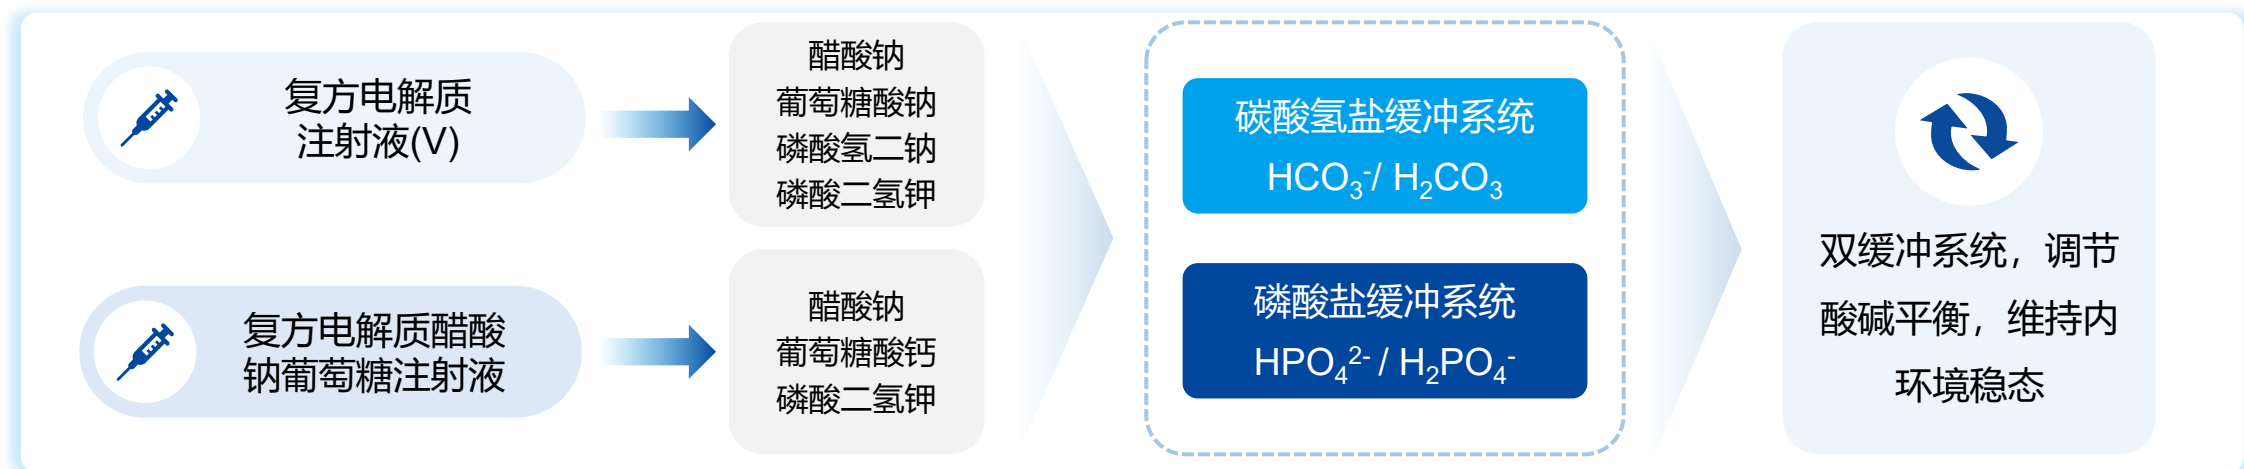 复方电解质
注射液(V)
醋酸钠
葡萄糖酸钠
磷酸氢二钠
磷酸二氢钾
复方电解质醋酸
钠葡萄糖注射液
醋酸钠
葡萄糖酸钙
磷酸二氢钾
碳酸氢盐缓冲系统
HCO₃⁻/ H₂CO₃
磷酸盐缓冲系统
HPO₄²⁻ / H₂PO₄⁻
双缓冲系统，调节
酸碱平衡，维持内
环境稳态